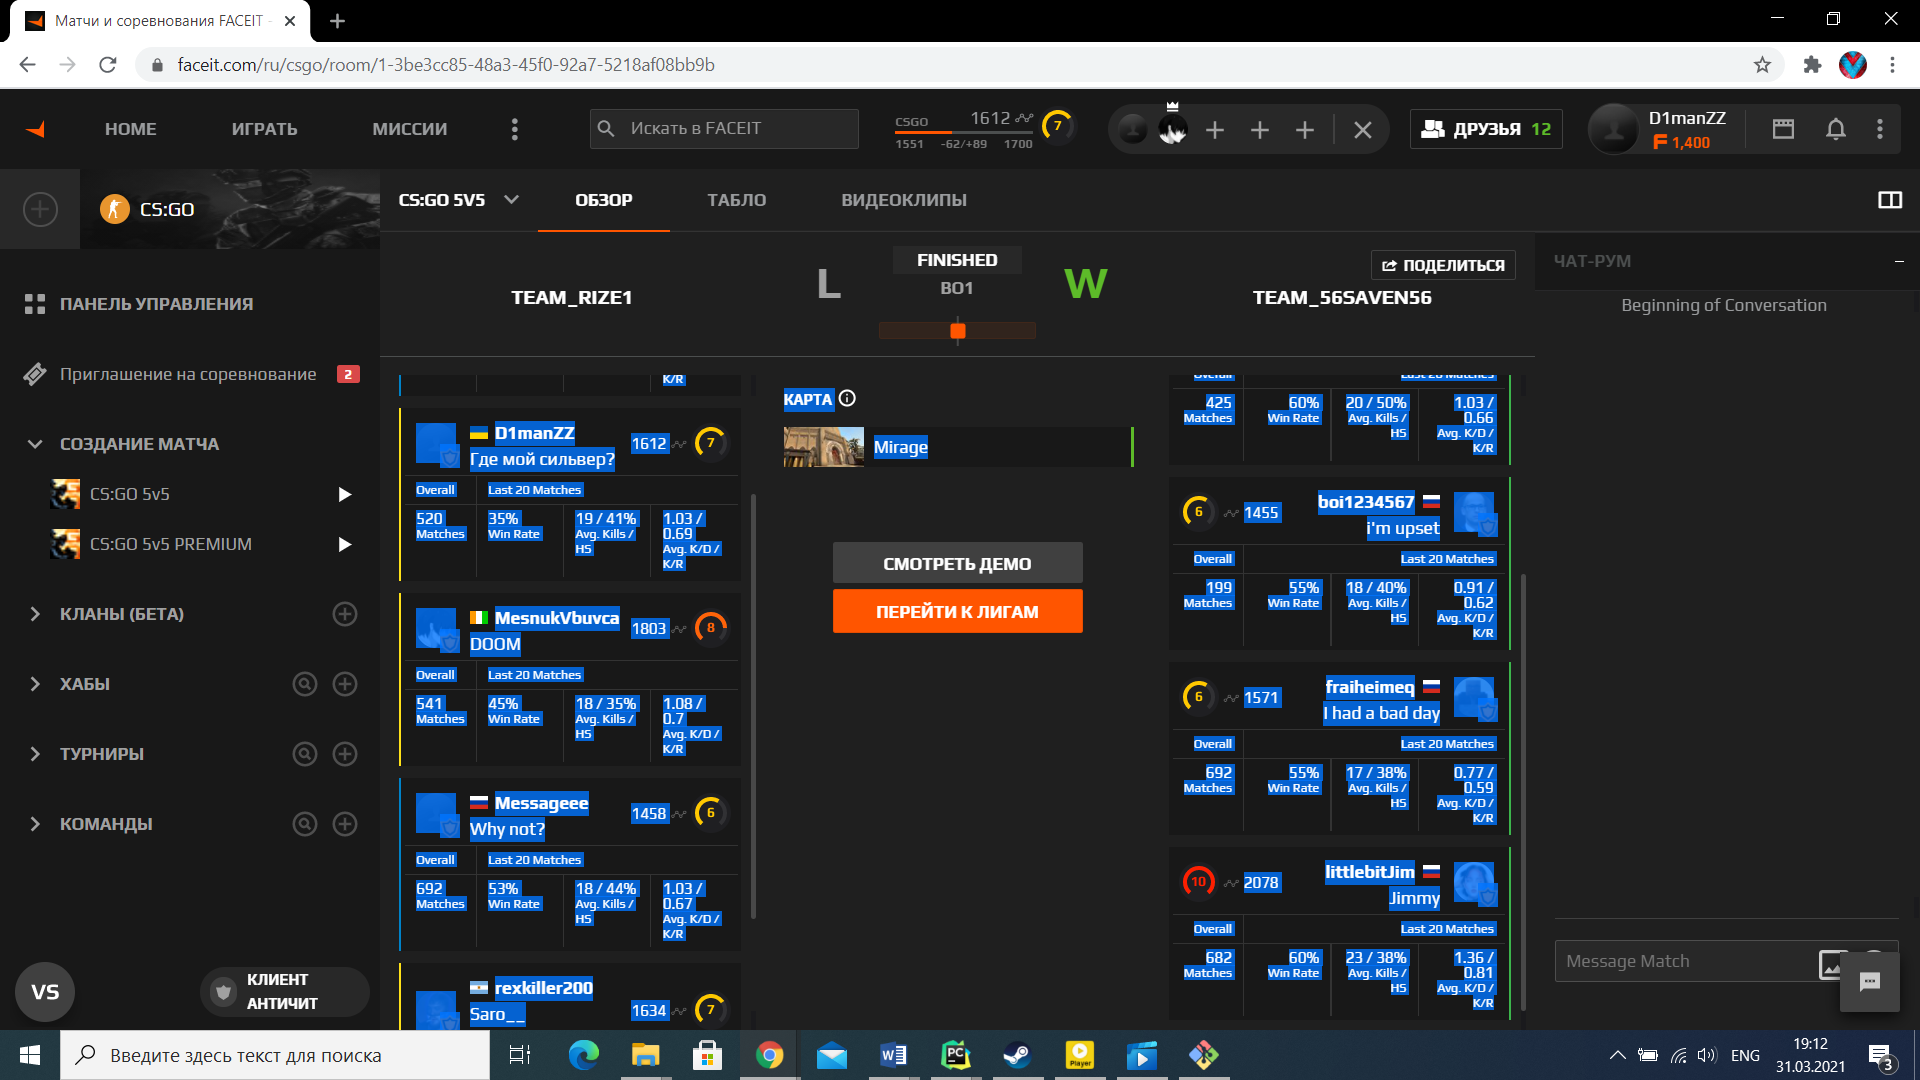 Матчи и соревнования FACEIT -
faceit.com/ru/csgo/room/1-3be3cc85-48a3-45f0-92a7-5218af08bb9b
HOME
ИГРАТЬ
МИССИИ
Искать в FACEIT
CSGO
1612
7
1551
-62/+89
1700
ДРУЗЬЯ 12
D1manZZ
1,400
CS:GO
CS:GO 5V5
ОБЗОР
ТАБЛО
ВИДЕОКЛИПЫ
ПАНЕЛЬ УПРАВЛЕНИЯ
Приглашение на соревнование
2
СОЗДАНИЕ МАТЧА
CS:GO 5v5
CS:GO 5v5 PREMIUM
КЛАНЫ (БЕТА)
ХАБЫ
ТУРНИРЫ
КОМАНДЫ
VS
КЛИЕНТ
АНТИЧИТ
TEAM_RIZE1
L
FINISHED
BO1
W
ПОДЕЛИТЬСЯ
TEAM_56SAVEN56
K/R
D1manZZ
Где мой сильвер?
1612
7
Overall
Last 20 Matches
520
Matches
35%
Win Rate
19 / 41%
Avg. Kills /
HS
1.03 /
0.69
Avg. K/D /
K/R
MesnukVbuvca
DOOM
1803
8
Overall
Last 20 Matches
541
Matches
45%
Win Rate
18 / 35%
Avg. Kills /
HS
1.08 /
0.7
Avg. K/D /
K/R
Messageee
Why not?
1458
6
Overall
Last 20 Matches
692
Matches
53%
Win Rate
18 / 44%
Avg. Kills /
HS
1.03 /
0.67
Avg. K/D /
K/R
rexkiller200
Saro__
1634
7
КАРТА
Mirage
СМОТРЕТЬ ДЕМО
ПЕРЕЙТИ К ЛИГАМ
Overall
Last 20 Matches
425
Matches
60%
Win Rate
20 / 50%
Avg. Kills /
HS
1.03 /
0.66
Avg. K/D /
K/R
6
1455
boi1234567
i'm upset
Overall
Last 20 Matches
199
Matches
55%
Win Rate
18 / 40%
Avg. Kills /
HS
0.91 /
0.62
Avg. K/D /
K/R
6
1571
fraiheimeq
I had a bad day
Overall
Last 20 Matches
692
Matches
55%
Win Rate
17 / 38%
Avg. Kills /
HS
0.77 /
0.59
Avg. K/D /
K/R
10
2078
littlebitJim
Jimmy
Overall
Last 20 Matches
682
Matches
60%
Win Rate
23 / 38%
Avg. Kills /
HS
1.36 /
0.81
Avg. K/D /
K/R
ЧАТ-РУМ
Beginning of Conversation
Message Match
Введите здесь текст для поиска
W
PC
Player
ENG
19:12
31.03.2021
3